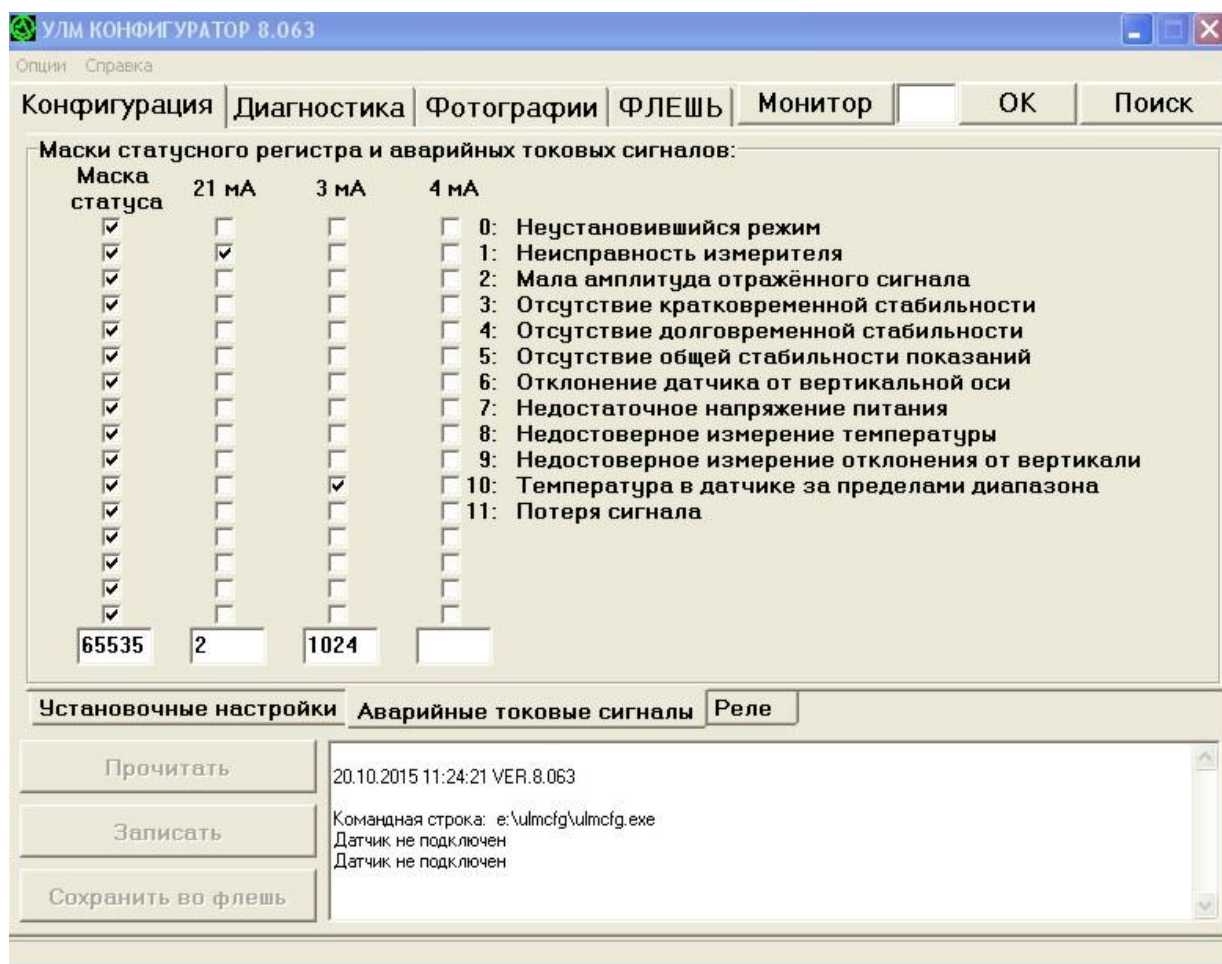 УЛМ КОНФИГУРАТОР 8.063
Опции Справка
Конфигурация Диагностика Фотографии ФЛЕШЬ Монитор ОК Поиск
Маски статусного регистра и аварийных токовых сигналов:
Маска статуса 21 мА 3 мА 4 мА
0: Неустановившийся режим
1: Неисправность измерителя
2: Мала амплитуда отражённого сигнала
3: Отсутствие кратковременной стабильности
4: Отсутствие долговременной стабильности
5: Отсутствие общей стабильности показаний
6: Отклонение датчика от вертикальной оси
7: Недостаточное напряжение питания
8: Недостоверное измерение температуры
9: Недостоверное измерение отклонения от вертикали
10: Температура в датчике за пределами диапазона
11: Потеря сигнала
65535 2 1024
Установочные настройки Аварийные токовые сигналы Реле
Прочитать
Записать
Сохранить во флешь
20.10.2015 11:24:21 VER.8.063
Командная строка: e:\ulmcfg\ulmcfg.exe
Датчик не подключен
Датчик не подключен